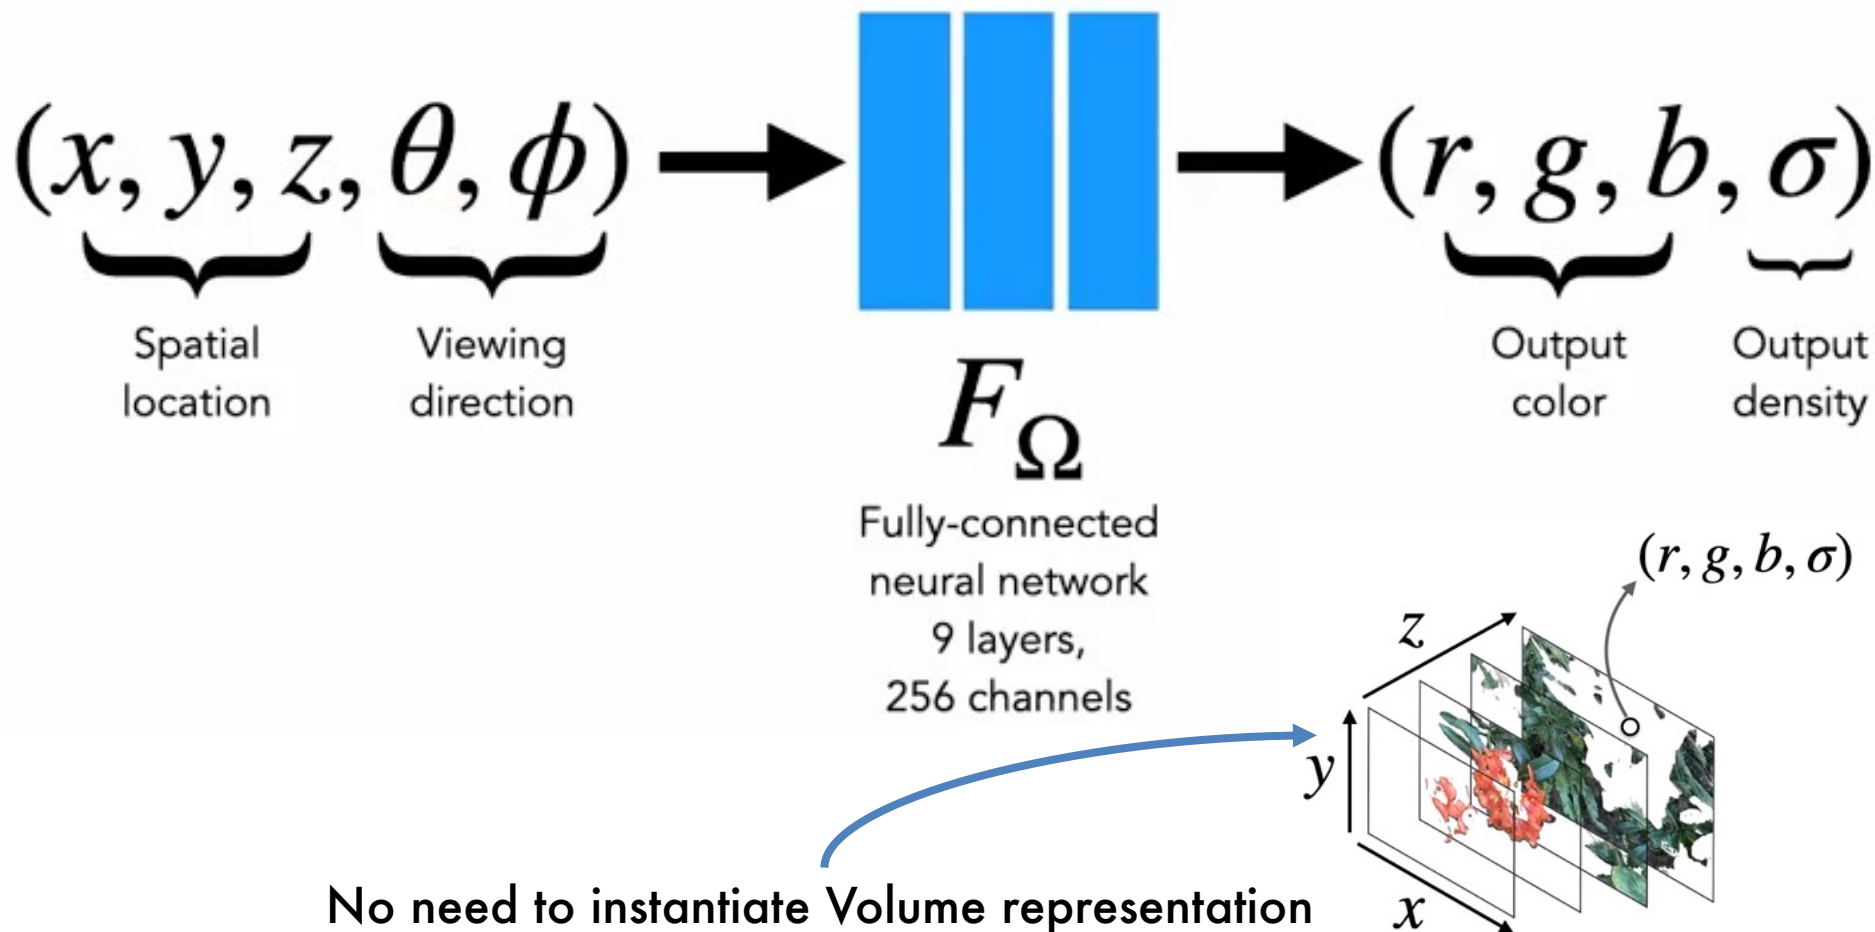 (x, y, z, θ, ϕ)
Spatial
location
Viewing
direction
F_Ω
Fully-connected
neural network
9 layers,
256 channels
(r, g, b, σ)
Output
color
Output
density
(r, g, b, σ)
z
y
x
No need to instantiate Volume representation